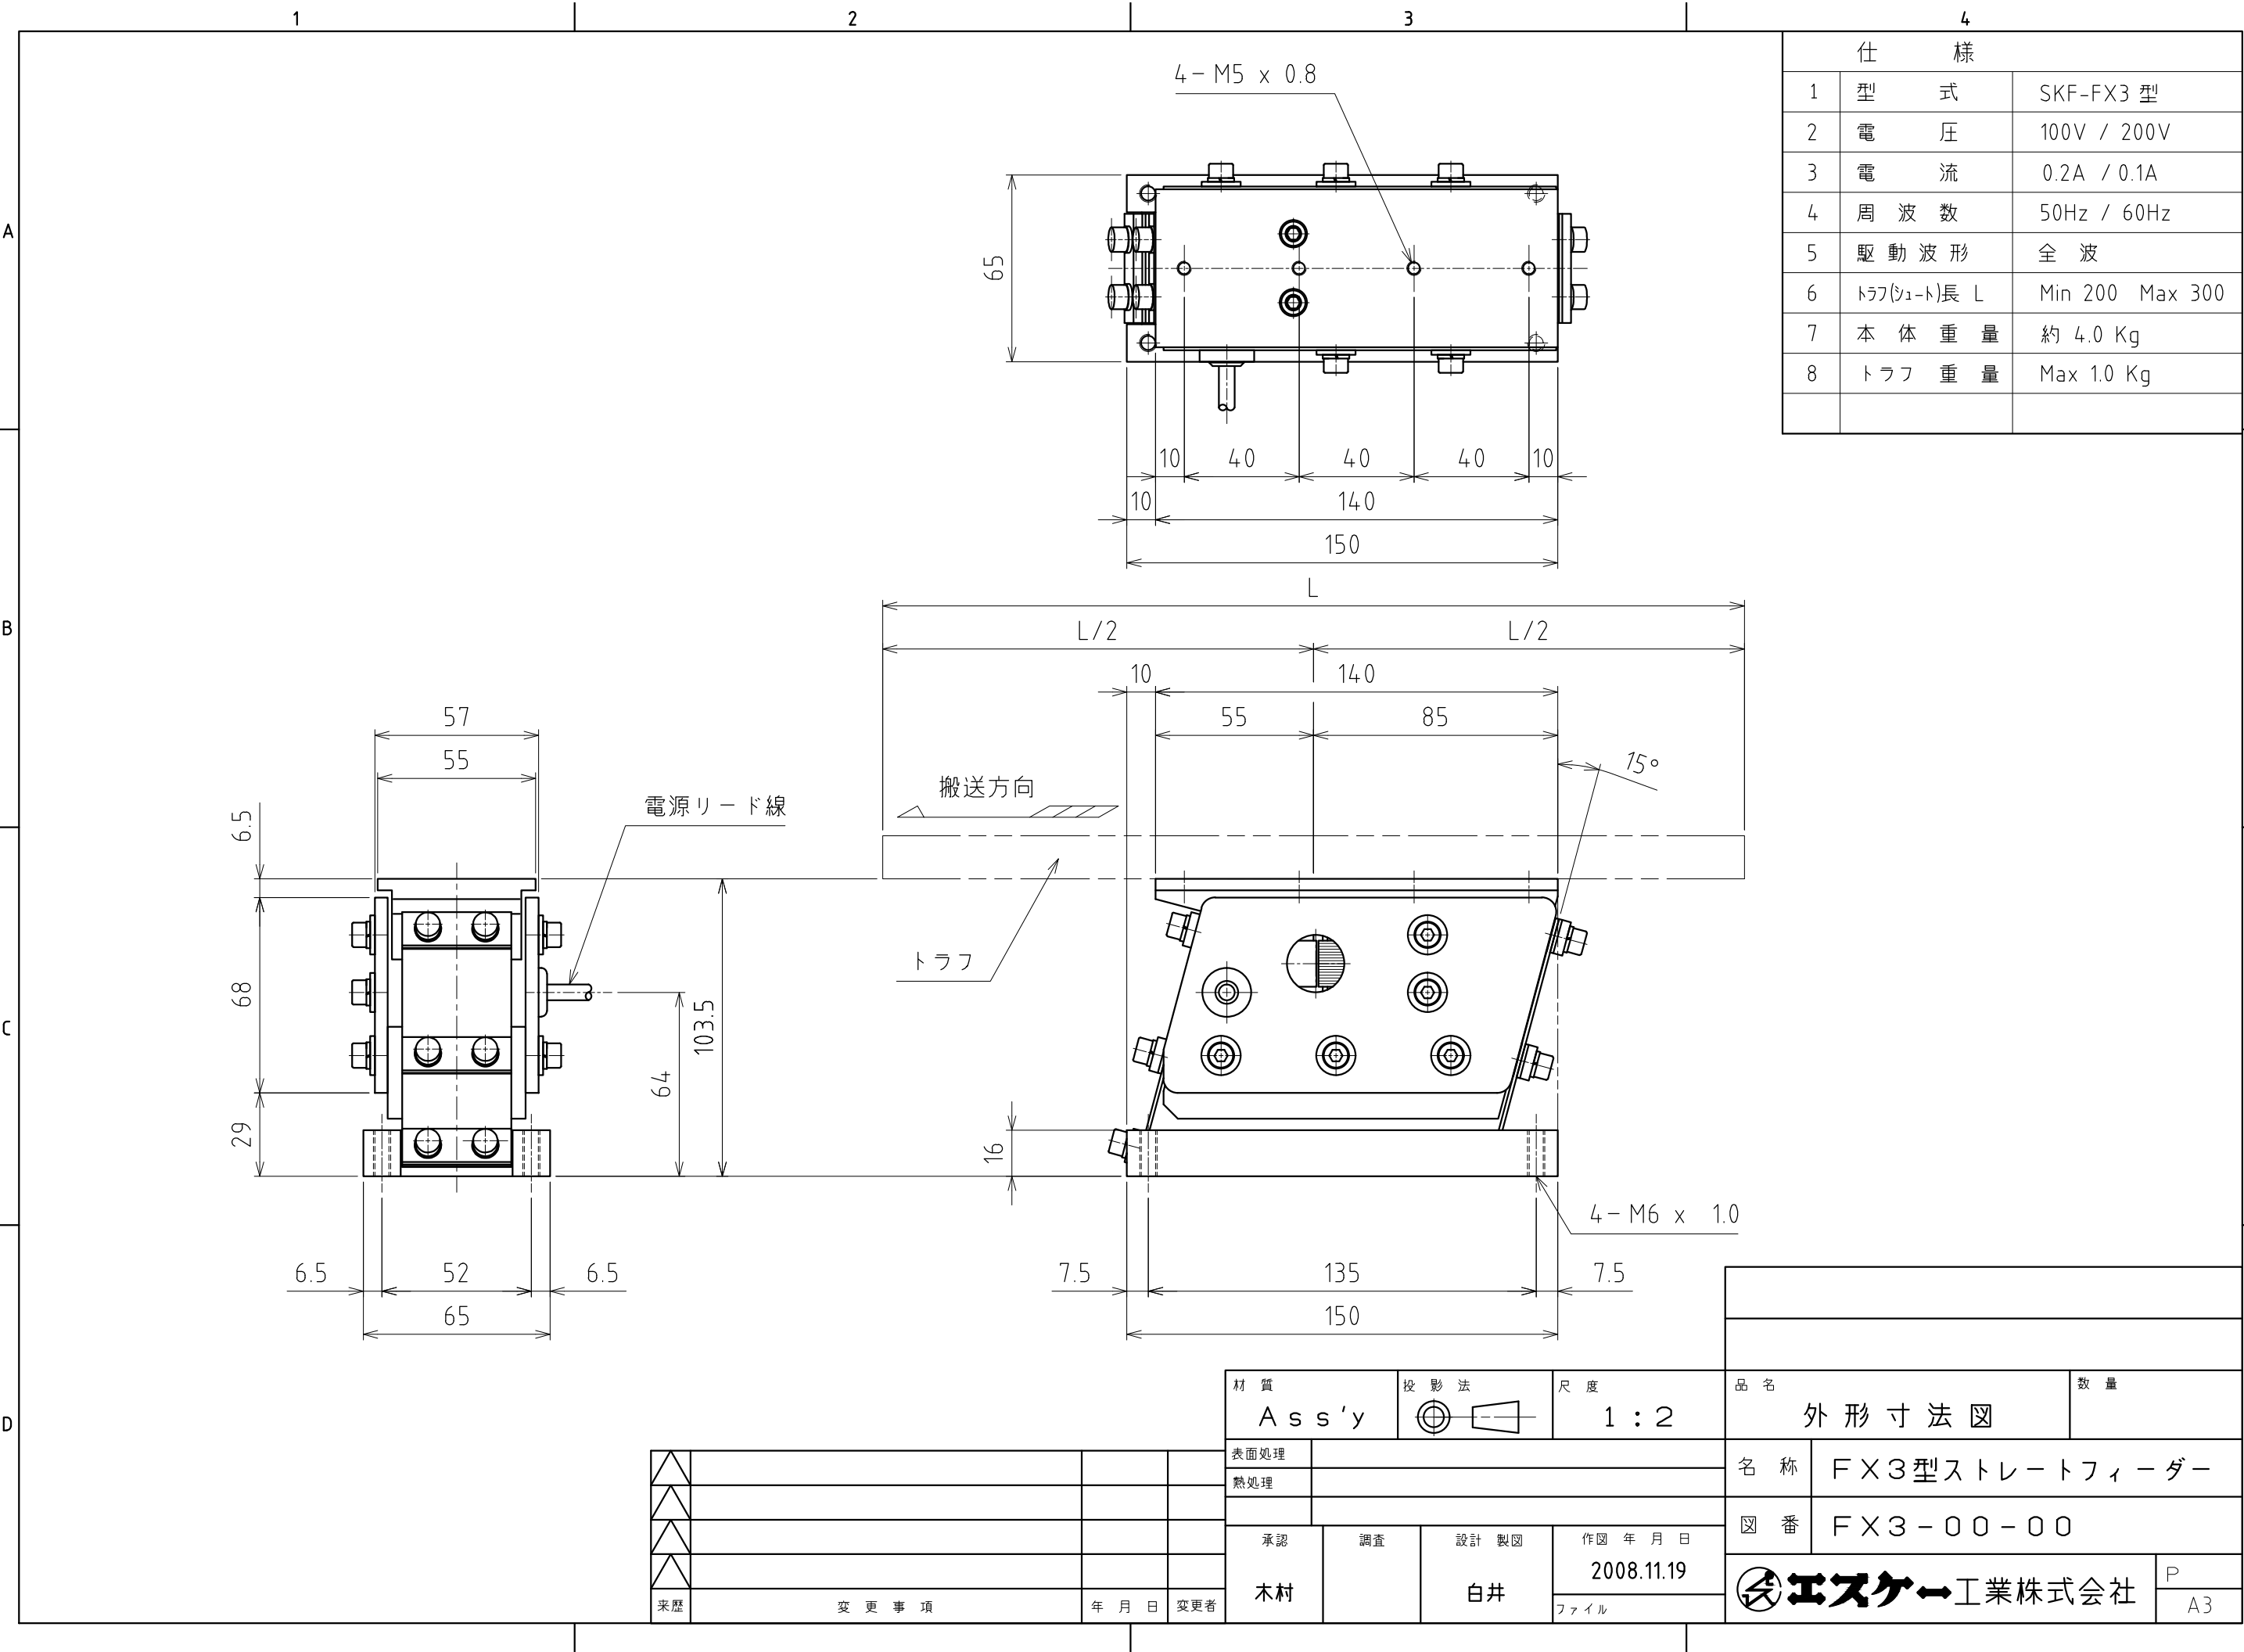 1 2 3 4
A
B
C
D
仕 様
1 型 式 SKF-FX3 型
2 電 圧 100V / 200V
3 電 流 0.2A / 0.1A
4 周 波 数 50Hz / 60Hz
5 駆 動 波 形 全 波
6 トラフ(シュート)長 L Min 200 Max 300
7 本 体 重 量 約 4.0 Kg
8 トラフ 重 量 Max 1.0 Kg
4-M5 x 0.8
65
10 40 40 40 10
10 140
150
L
L/2 L/2
10 140
55 85
15°
搬送方向
トラフ
103.5
64
16
4-M6 x 1.0
7.5 135 7.5
150
57
55
電源リード線
6.5
68
29
6.5 52 6.5
65
材 質 投 影 法 尺 度 品 名 数 量
Ass'y 1:2 外形寸法図
表面処理
熱処理
名 称 FX3型ストレートフィーダー
図 番 FX3-00-00
承認 調査 設計 製図 作図 年 月 日
木村 白井 2008.11.19
ファイル
エスケー工業株式会社
P
A3
来歴 変 更 事 項 年 月 日 変更者